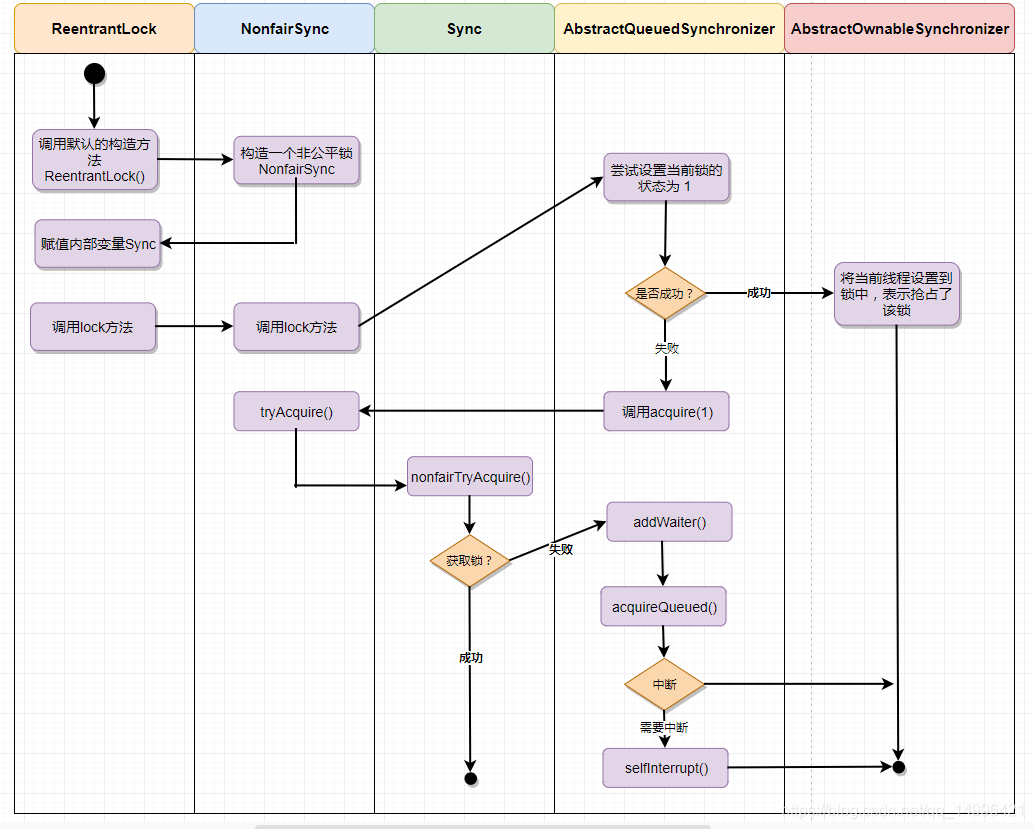 ReentrantLock
NonfairSync
Sync
AbstractQueuedSynchronizer
AbstractOwnableSynchronizer
调用默认的构造方
法
ReentrantLock()
构造一个非公平锁
NonfairSync
赋值内部变量Sync
尝试设置当前锁的
状态为 1
是否成功？
成功
将当前线程设置到
锁中，表示抢占了
该锁
调用lock方法
调用lock方法
失败
tryAcquire()
调用acquire(1)
nonfairTryAcquire()
获取锁？
失败
addWaiter()
acquireQueued()
成功
中断
需要中断
selfInterrupt()